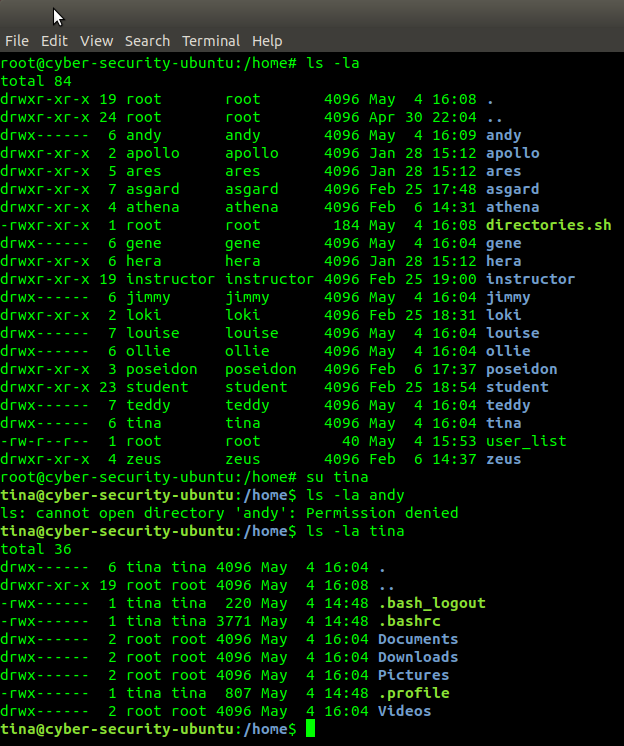 File Edit View Search Terminal Help
root@cyber-security-ubuntu:/home# ls -la
total 84
drwxr-xr-x 19 root       root       4096 May  4 16:08 .
drwxr-xr-x 24 root       root       4096 Apr 30 22:04 ..
drwx------  6 andy       andy       4096 May  4 16:09 andy
drwxr-xr-x  2 apollo     apollo     4096 Jan 28 15:12 apollo
drwxr-xr-x  5 ares       ares       4096 Jan 28 15:12 ares
drwxr-xr-x  7 asgard     asgard     4096 Feb 25 17:48 asgard
drwxr-xr-x  4 athena     athena     4096 Feb  6 14:31 athena
-rwxr-xr-x  1 root       root        184 May  4 16:08 directories.sh
drwx------  6 gene       gene       4096 May  4 16:04 gene
drwxr-xr-x  6 hera       hera       4096 Jan 28 15:12 hera
drwxr-xr-x 19 instructor instructor 4096 Feb 25 19:00 instructor
drwx------  6 jimmy      jimmy      4096 May  4 16:04 jimmy
drwxr-xr-x  2 loki       loki       4096 Feb 25 18:31 loki
drwx------  7 louise     louise     4096 May  4 16:04 louise
drwx------  6 ollie      ollie      4096 May  4 16:04 ollie
drwxr-xr-x  3 poseidon   poseidon   4096 Feb  6 17:37 poseidon
drwxr-xr-x 23 student    student    4096 Feb 25 18:54 student
drwx------  7 teddy      teddy      4096 May  4 16:04 teddy
drwx------  6 tina       tina       4096 May  4 16:04 tina
-rw-r--r--  1 root       root         40 May  4 15:53 user_list
drwxr-xr-x  4 zeus       zeus       4096 Feb  6 14:37 zeus
root@cyber-security-ubuntu:/home# su tina
tina@cyber-security-ubuntu:/home$ ls -la andy
ls: cannot open directory 'andy': Permission denied
tina@cyber-security-ubuntu:/home$ ls -la tina
total 36
drwx------  6 tina tina 4096 May  4 16:04 .
drwxr-xr-x 19 root root 4096 May  4 16:08 ..
-rwx------  1 tina tina  220 May  4 14:48 .bash_logout
-rwx------  1 tina tina 3771 May  4 14:48 .bashrc
drwx------  2 root root 4096 May  4 16:04 Documents
drwx------  2 root root 4096 May  4 16:04 Downloads
drwx------  2 root root 4096 May  4 16:04 Pictures
-rwx------  1 tina tina  807 May  4 14:48 .profile
drwx------  2 root root 4096 May  4 16:04 Videos
tina@cyber-security-ubuntu:/home$